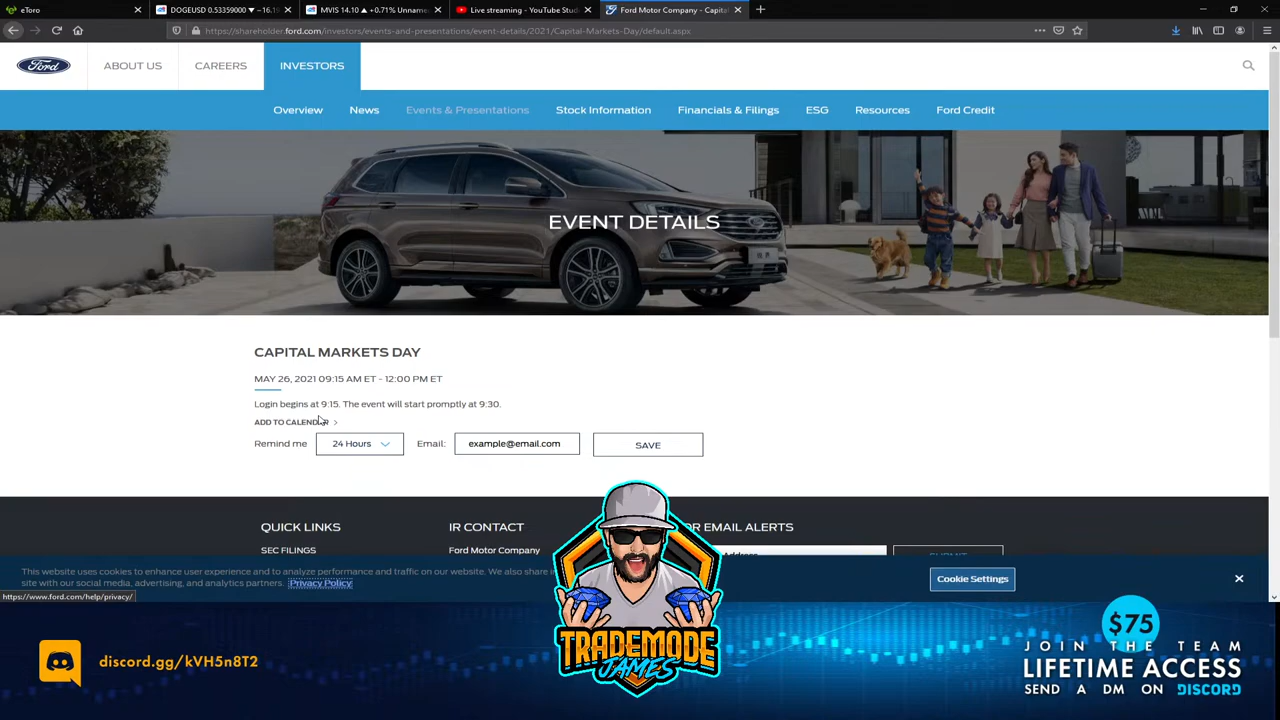 eToro
DOGEUSD 0.53359000 ▼ −16.19
MVIS 14.10 ▲ +0.71% Unnam
Live streaming - YouTube Stud
Ford Motor Company - Capital
https://shareholder.ford.com/investors/events-and-presentations/event-details/2021/Capital-Markets-Day/default.aspx
Ford
ABOUT US
CAREERS
INVESTORS
Overview
News
Events & Presentations
Stock Information
Financials & Filings
ESG
Resources
Ford Credit
EVENT DETAILS
CAPITAL MARKETS DAY
MAY 26, 2021 09:15 AM ET - 12:00 PM ET
Login begins at 9:15. The event will start promptly at 9:30.
ADD TO CALENDAR >
Remind me
24 Hours
Email:
example@email.com
SAVE
QUICK LINKS
IR CONTACT
OR EMAIL ALERTS
SEC FILINGS
Ford Motor Company
Address
SUBMIT
This website uses cookies to enhance user experience and to analyze performance and traffic on our website. We also share in
site with our social media, advertising, and analytics partners. Privacy Policy
Cookie Settings
https://www.ford.com/help/privacy/
discord.gg/kVH5n8T2
TRADEMODE
JAMES
$75
JOIN THE TEAM
LIFETIME ACCESS
SEND A DM ON DISCORD